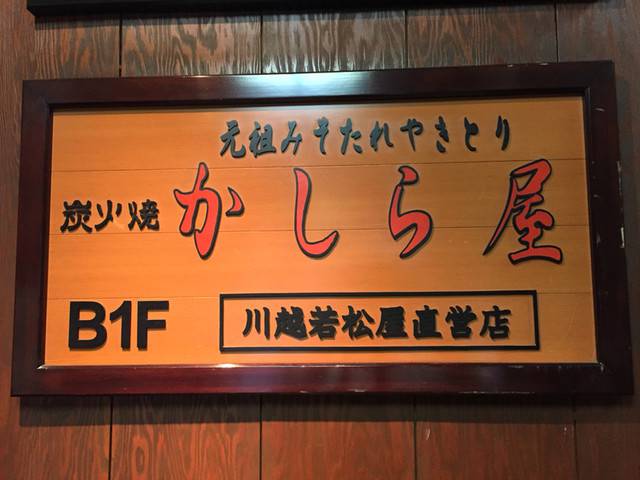 元祖みそたれやきとり
炭火焼 かしら屋
B1F 川越若松屋直営店